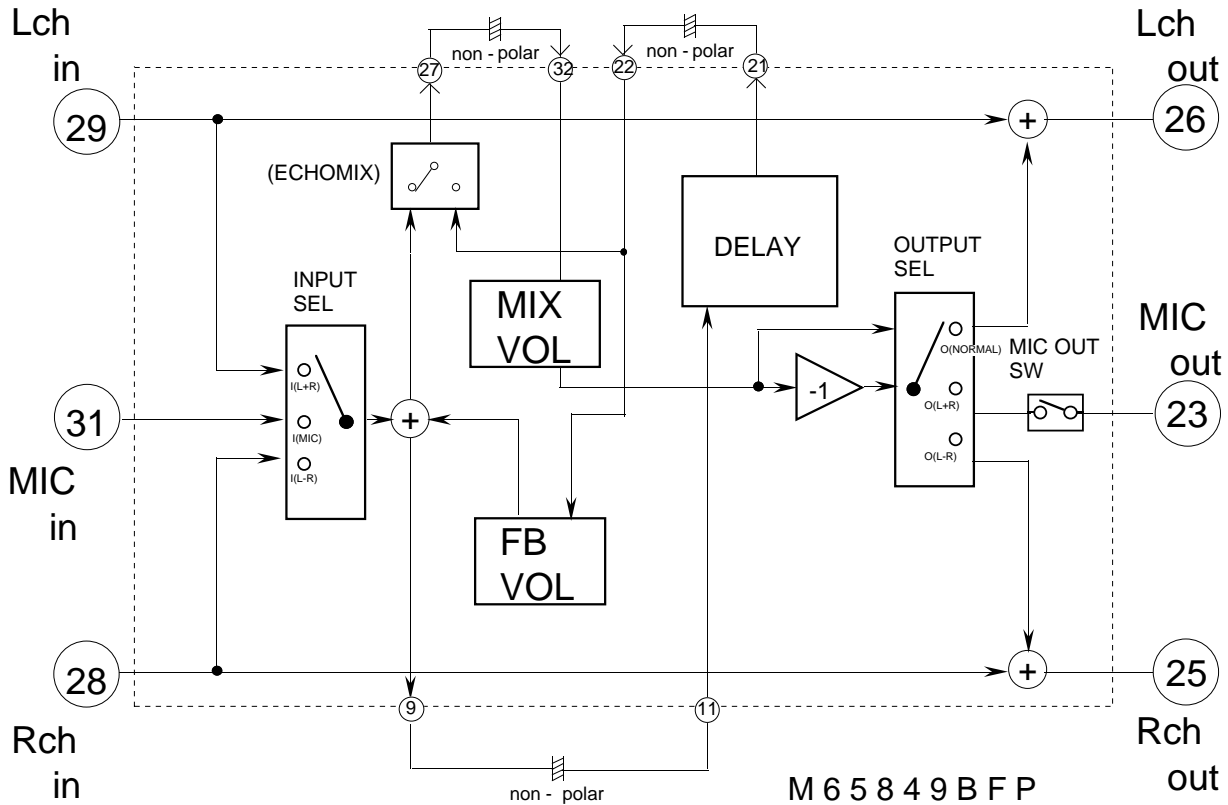 Lch
in
non - polar
non - polar
Lch
out
27
32
22
21
29
+
26
(ECHOMIX)
DELAY
OUTPUT
SEL
INPUT
SEL
MIX
VOL
MIC
out
O(NORMAL)
MIC OUT
SW
I(L+R)
-1
O(L+R)
31
I(MIC)
+
23
O(L-R)
I(L-R)
MIC
in
FB
VOL
28
+
25
9
11
Rch
in
Rch
out
non - polar
M 6 5 8 4 9 B F P